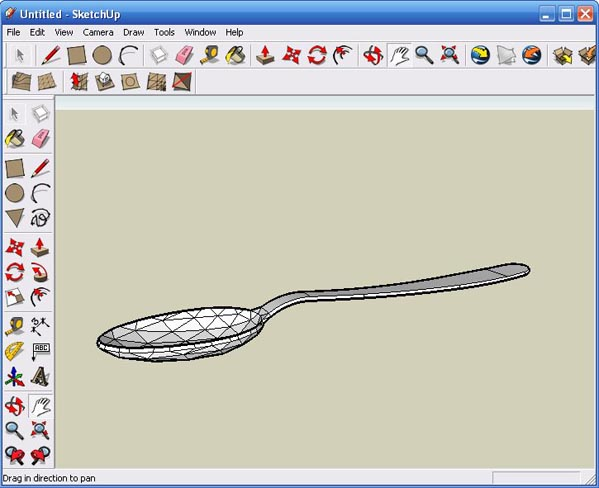 Untitled - SketchUp
File Edit View Camera Draw Tools Window Help
ABC
Drag in direction to pan